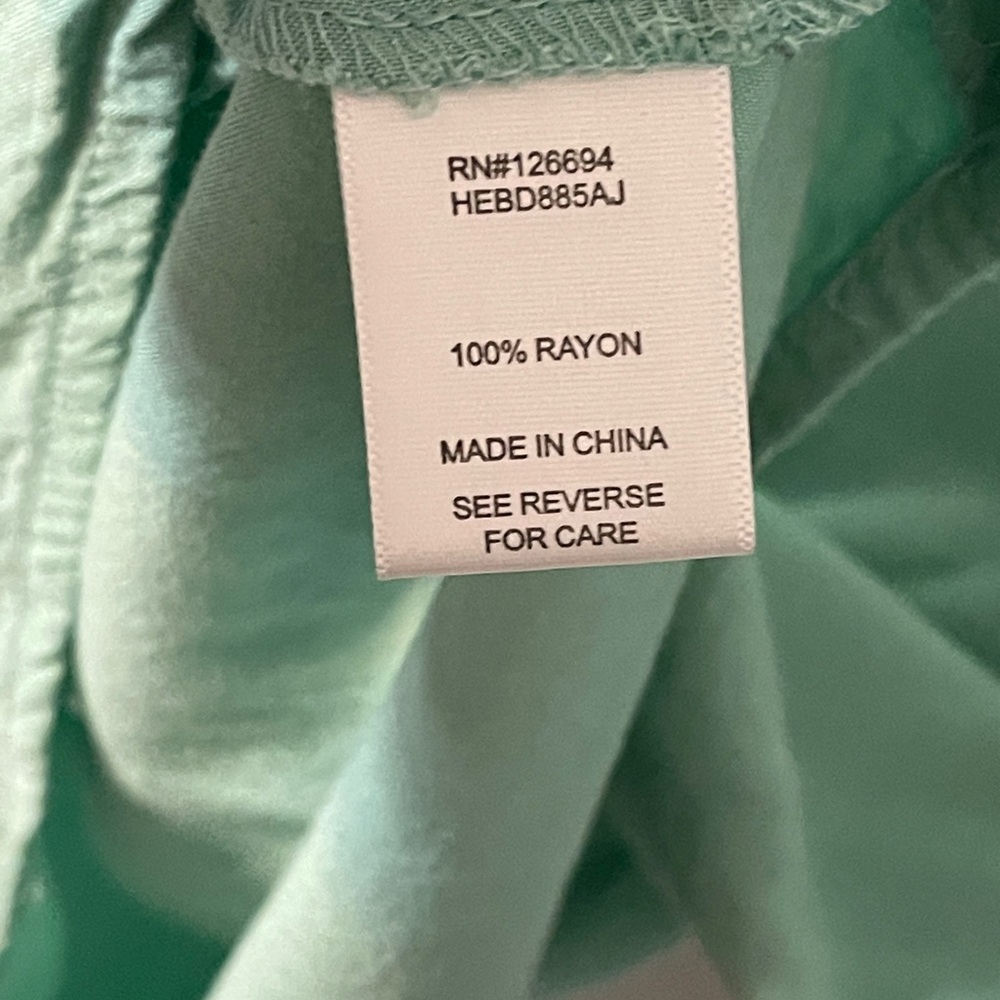 RN#126694
HEBD885AJ
100% RAYON
MADE IN CHINA
SEE REVERSE
FOR CARE